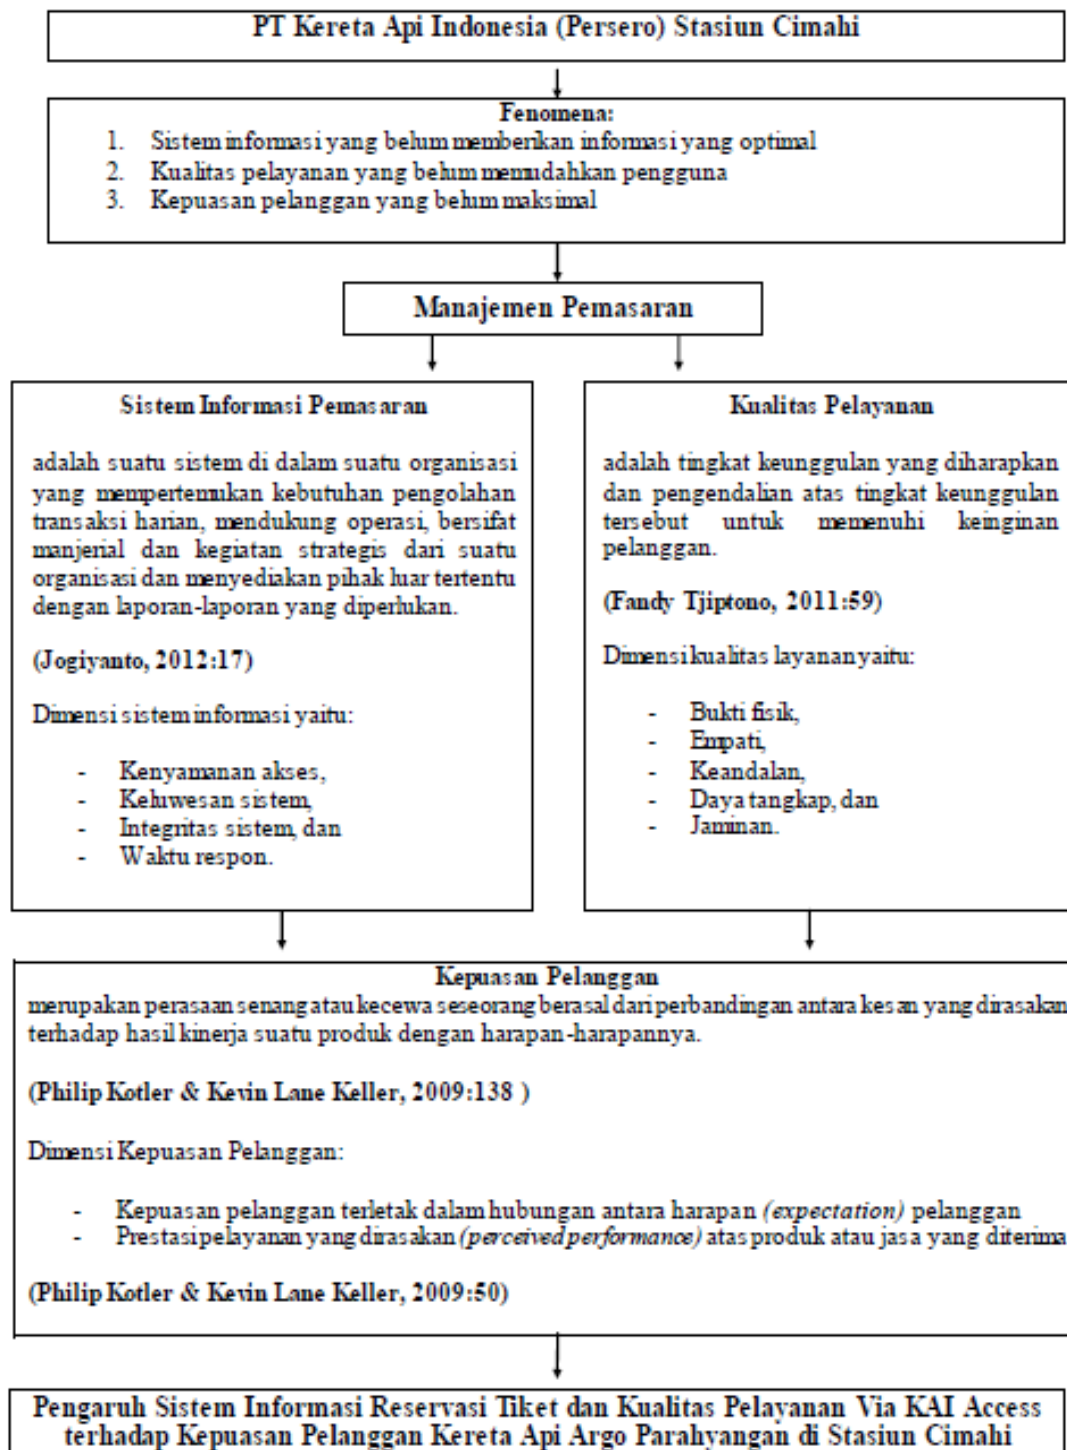 PT Kereta Api Indonesia (Persero) Stasiun Cimahi
Fenomena:
1. Sistem informasi yang belum memberikan informasi yang optimal
2. Kualitas pelayanan yang belum memudahkan pengguna
3. Kepuasan pelanggan yang belum maksimal
Manajemen Pemasaran
Sistem Informasi Pemasaran
adalah suatu sistem di dalam suatu organisasi
yang mempertemukan kebutuhan pengolahan
transaksi harian, mendukung operasi, bersifat
manjerial dan kegiatan strategis dari suatu
organisasi dan menyediakan pihak luar tertentu
dengan laporan-laporan yang diperlukan.
(Jogiyanto, 2012:17)
Dimensi sistem informasi yaitu:
- Kenyamanan akses,
- Keluwesan sistem,
- Integritas sistem, dan
- Waktu respon.
Kualitas Pelayanan
adalah tingkat keunggulan yang diharapkan
dan pengendalian atas tingkat keunggulan
tersebut untuk memenuhi keinginan
pelanggan.
(Fandy Tjiptono, 2011:59)
Dimensi kualitas layanan yaitu:
- Bukti fisik,
- Empati,
- Keandalan,
- Daya tangkap, dan
- Jaminan.
Kepuasan Pelanggan
merupakan perasaan senang atau kecewa seseorang berasal dari perbandingan antara kesan yang dirasakan
terhadap hasil kinerja suatu produk dengan harapan-harapannya.
(Philip Kotler & Kevin Lane Keller, 2009:138 )
Dimensi Kepuasan Pelanggan:
- Kepuasan pelanggan terletak dalam hubungan antara harapan (expectation) pelanggan
- Prestasi pelayanan yang dirasakan (perceived performance) atas produk atau jasa yang diterima
(Philip Kotler & Kevin Lane Keller, 2009:50)
Pengaruh Sistem Informasi Reservasi Tiket dan Kualitas Pelayanan Via KAI Access
terhadap Kepuasan Pelanggan Kereta Api Argo Parahyangan di Stasiun Cimahi